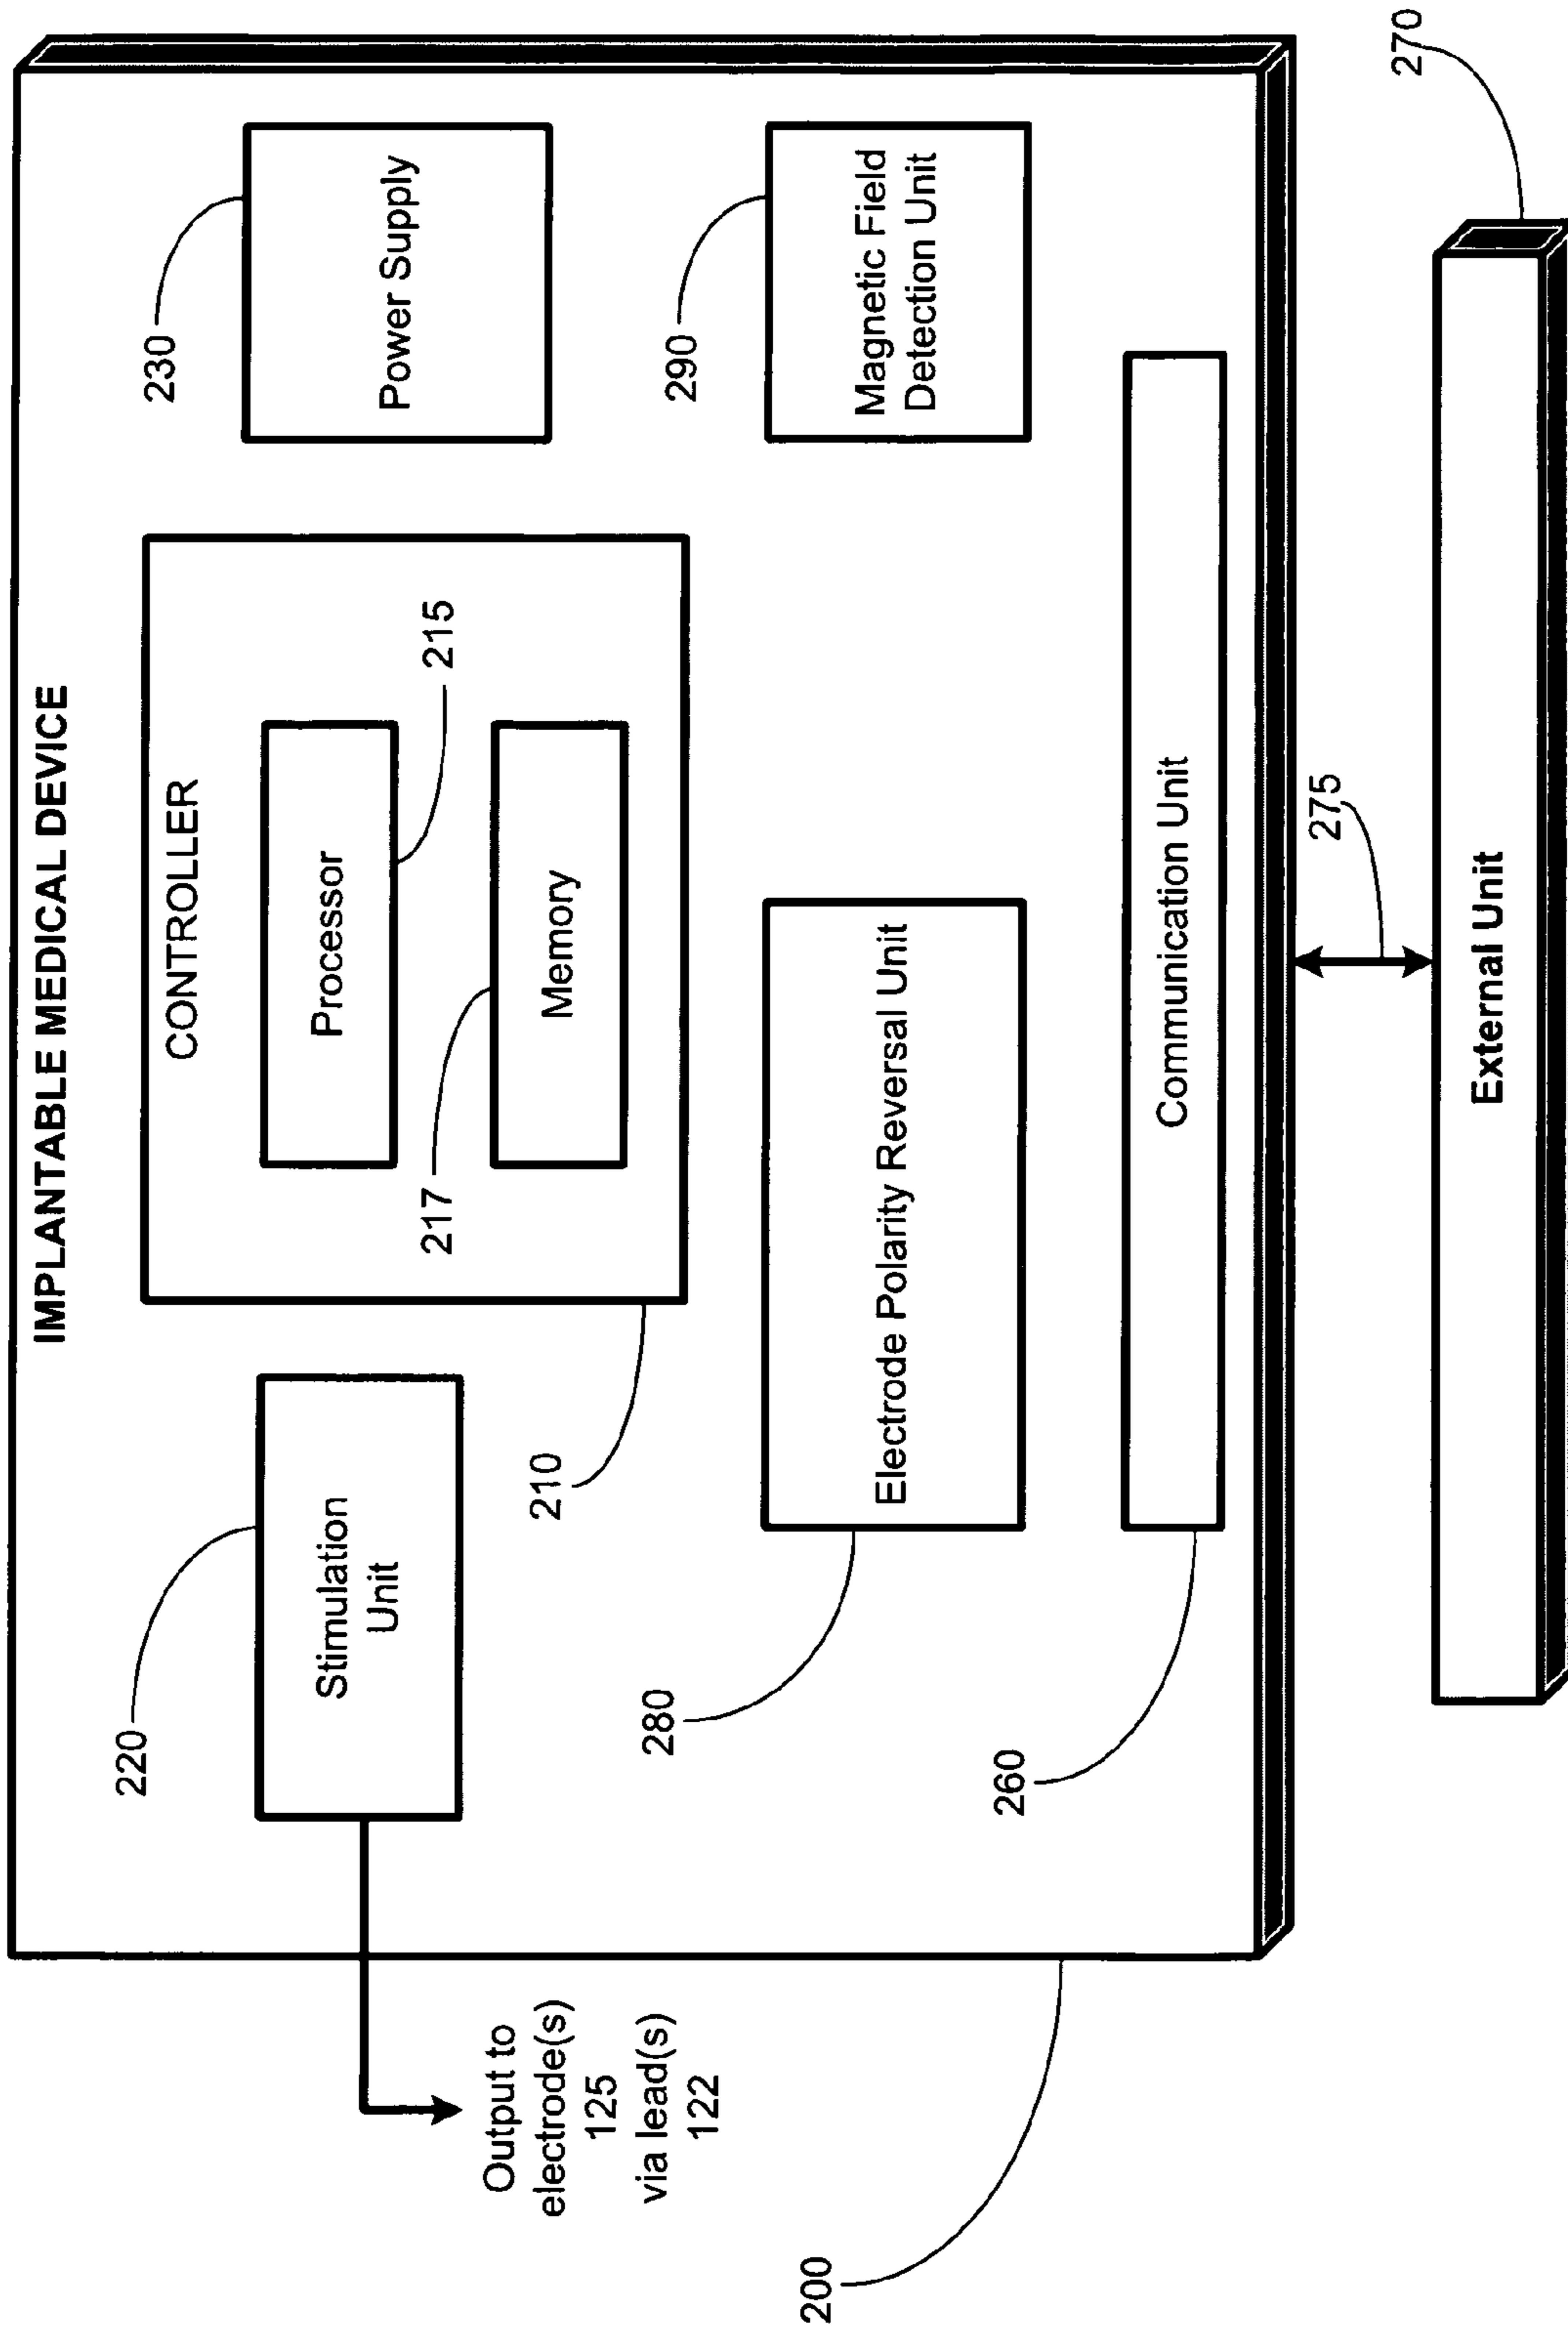 IMPLANTABLE MEDICAL DEVICE
220
Stimulation
Unit
CONTROLLER
Processor
215
217
Memory
210
230
Power Supply
280
Electrode Polarity Reversal Unit
290
Magnetic Field
Detection Unit
260
Communication Unit
Output to
electrode(s)
125
via lead(s)
122
200
275
External Unit
270